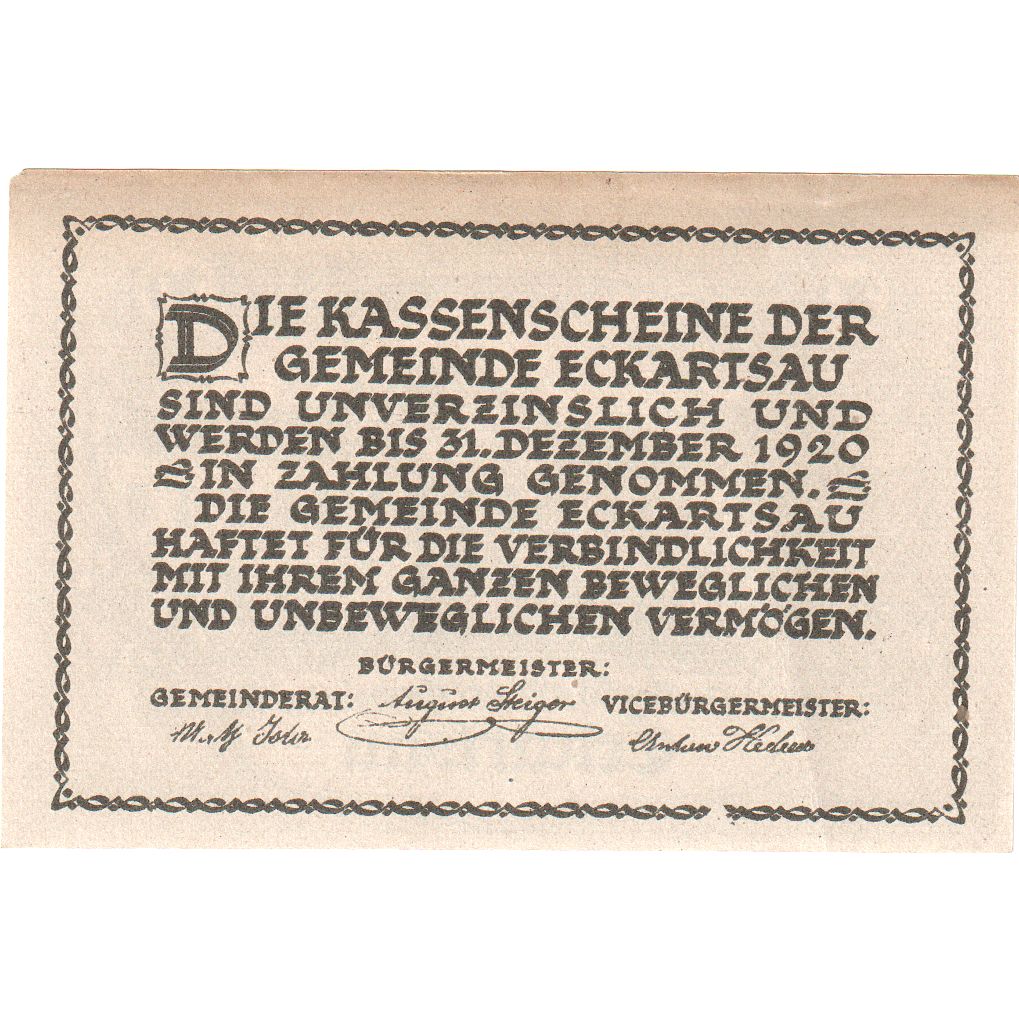 DIE KASSENSCHEINE DER
GEMEINDE ECKARTSAU
SIND UNVERZINSLICH UND
WERDEN BIS 31. DEZEMBER 1920
IN ZAHLUNG GENOMMEN.
DIE GEMEINDE ECKARTSAU
HAFTET FÜR DIE VERBINDLICHKEIT
MIT IHREM GANZEN BEWEGLICHEN
UND UNBEWEGLICHEN VERMÖGEN.
BÜRGERMEISTER:
GEMEINDERAT: August Steiger VICEBÜRGERMEISTER:
Anton